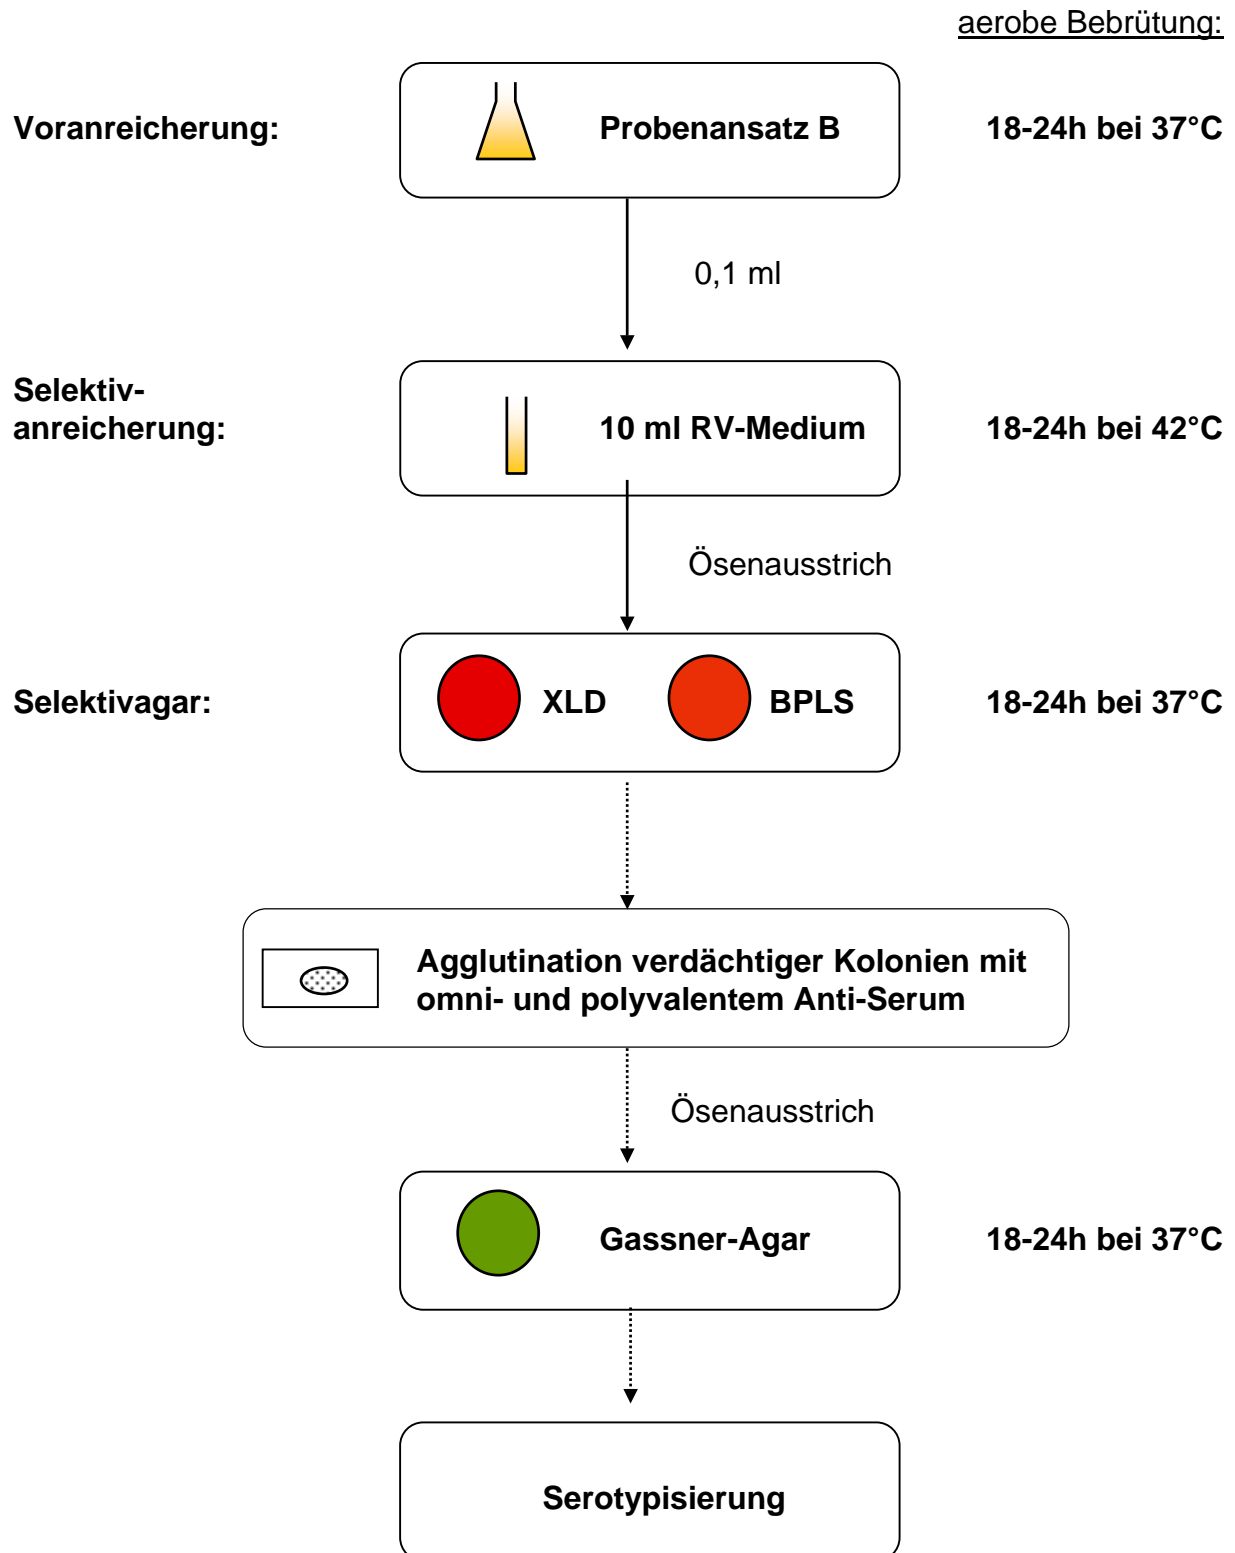 aerobe Bebrütung:
Voranreicherung:
Probenansatz B
18-24h bei 37°C
0,1 ml
Selektiv-
anreicherung:
10 ml RV-Medium
18-24h bei 42°C
Ösenausstrich
Selektivagar:
XLD
BPLS
18-24h bei 37°C
Agglutination verdächtiger Kolonien mit
omni- und polyvalentem Anti-Serum
Ösenausstrich
Gassner-Agar
18-24h bei 37°C
Serotypisierung